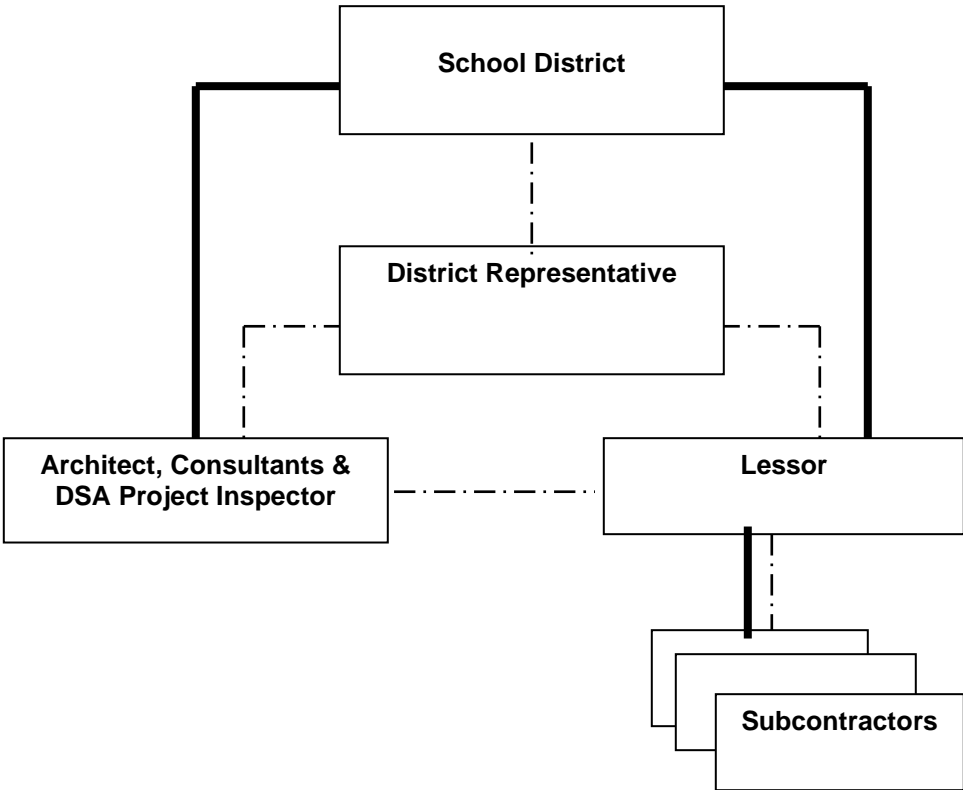 School District
District Representative
Architect, Consultants &
DSA Project Inspector
Lessor
Subcontractors